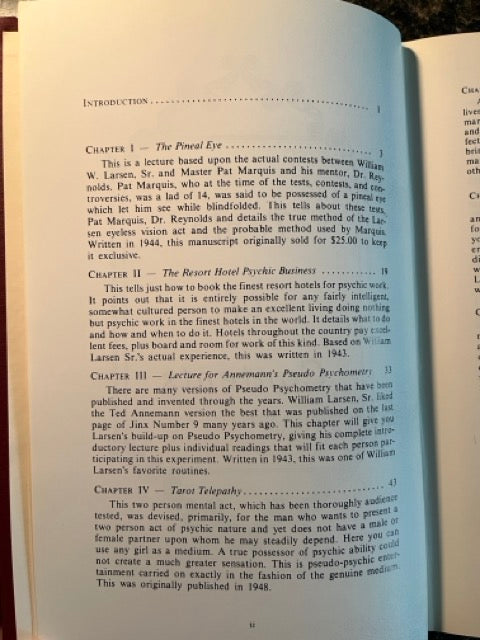 INTRODUCTION .......................................... 1
CHAPTER I — The Pineal Eye .............................. 3
This is a lecture based upon the actual contests between William
W. Larsen, Sr. and Master Pat Marquis and his mentor, Dr. Rey-
nolds. Pat Marquis, who at the time of the tests, contests, and con-
troversies, was a lad of 14, was said to be possessed of a pineal eye
which let him see while blindfolded. This tells about these tests,
Pat Marquis, Dr. Reynolds and details the true method of the Lar-
sen eyeless vision act and the probable method used by Marquis.
Written in 1944, this manuscript originally sold for $25.00 to keep
it exclusive.
CHAPTER II — The Resort Hotel Psychic Business ........... 19
This tells just how to book the finest resort hotels for psychic work.
It points out that it is entirely possible for any fairly intelligent,
somewhat cultured person to make an excellent living doing nothing
but psychic work in the finest hotels in the world. It details what to do
and how and when to do it. Hotels throughout the country pay excel-
lent fees, plus board and room for work of this kind. Based on William
Larsen Sr.'s actual experience, this was written in 1943.
CHAPTER III — Lecture for Annemann's Pseudo Psychometry 33
There are many versions of Pseudo Psychometry that have been
published and invented through the years. William Larsen, Sr. liked
the Ted Annemann version the best that was published on the last
page of Jinx Number 9 many years ago. This chapter will give you
Larsen's build-up on Pseudo Psychometry, giving his complete intro-
ductory lecture plus individual readings that will fit each person par-
ticipating in this experiment. Written in 1943, this was one of William
Larsen's favorite routines.
CHAPTER IV — Tarot Telepathy ........................... 43
This two person mental act, which has been thoroughly audience
tested, was devised, primarily, for the man who wants to present a
two person act of psychic nature and yet does not have a male or
female partner upon whom he may steadily depend. Here you can
use any girl as a medium. A true possessor of psychic ability could
not create a much greater sensation. This is pseudo-psychic enter-
tainment carried on exactly in the fashion of the genuine medium.
This was originally published in 1948.